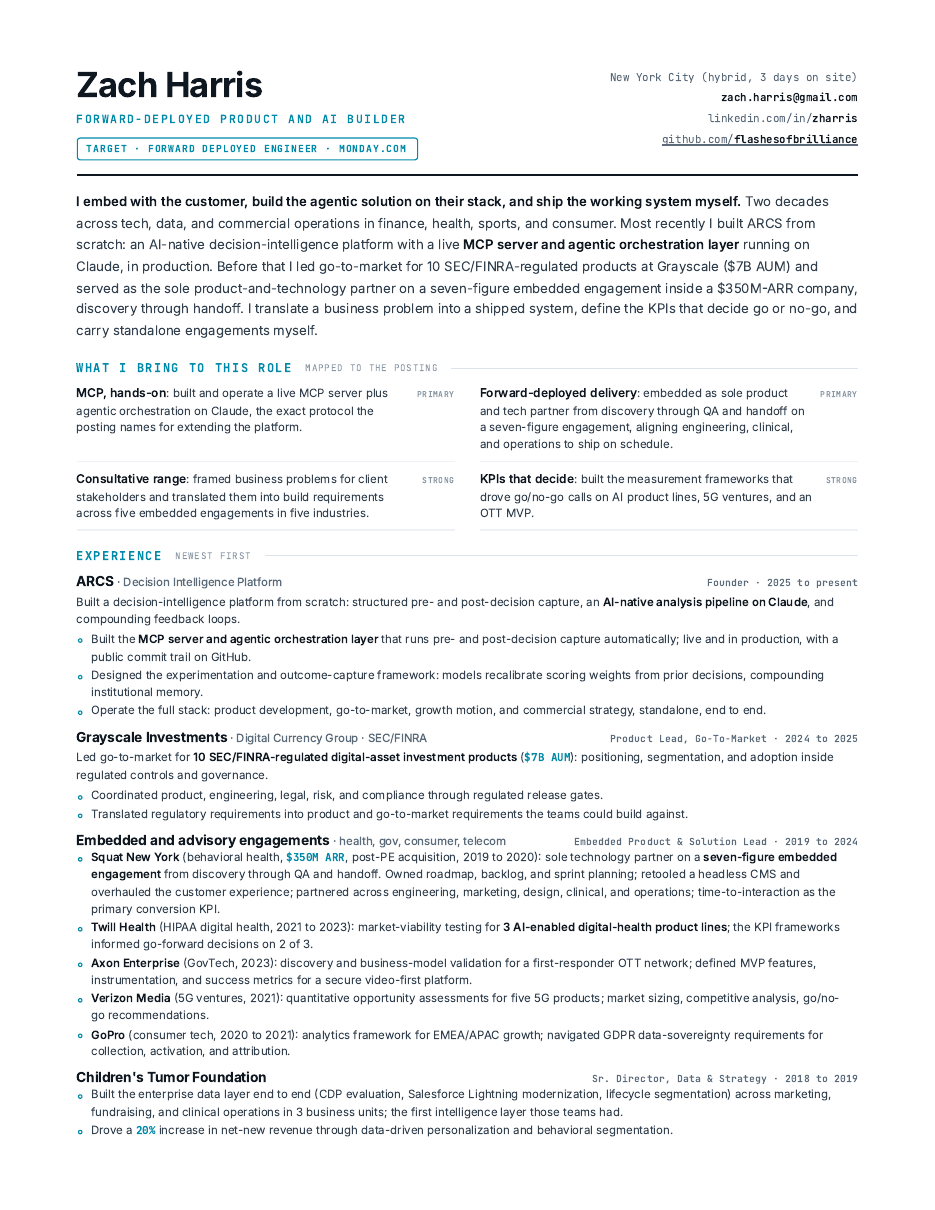 Zach Harris
FORWARD-DEPLOYED PRODUCT AND AI BUILDER
TARGET · FORWARD DEPLOYED ENGINEER · MONDAY.COM
New York City (hybrid, 3 days on site)
zach.harris@gmail.com
linkedin.com/in/zharris
github.com/flashesofbrilliance
I embed with the customer, build the agentic solution on their stack, and ship the working system myself. Two decades
across tech, data, and commercial operations in finance, health, sports, and consumer. Most recently I built ARCS from
scratch: an AI-native decision-intelligence platform with a live MCP server and agentic orchestration layer running on
Claude, in production. Before that I led go-to-market for 10 SEC/FINRA-regulated products at Grayscale ($7B AUM) and
served as the sole product-and-technology partner on a seven-figure embedded engagement inside a $350M-ARR company,
discovery through handoff. I translate a business problem into a shipped system, define the KPIs that decide go or no-go, and
carry standalone engagements myself.
WHAT I BRING TO THIS ROLE MAPPED TO THE POSTING
MCP, hands-on: built and operate a live MCP server plus
agentic orchestration on Claude, the exact protocol the
posting names for extending the platform.
PRIMARY
Forward-deployed delivery: embedded as sole product
and tech partner from discovery through QA and handoff on
a seven-figure engagement, aligning engineering, clinical,
and operations to ship on schedule.
PRIMARY
Consultative range: framed business problems for client
stakeholders and translated them into build requirements
across five embedded engagements in five industries.
STRONG
KPIs that decide: built the measurement frameworks that
drove go/no-go calls on AI product lines, 5G ventures, and an
OTT MVP.
STRONG
EXPERIENCE NEWEST FIRST
ARCS · Decision Intelligence Platform
Founder · 2025 to present
Built a decision-intelligence platform from scratch: structured pre- and post-decision capture, an AI-native analysis pipeline on Claude, and
compounding feedback loops.
Built the MCP server and agentic orchestration layer that runs pre- and post-decision capture automatically; live and in production, with a
public commit trail on GitHub.
Designed the experimentation and outcome-capture framework: models recalibrate scoring weights from prior decisions, compounding
institutional memory.
Operate the full stack: product development, go-to-market, growth motion, and commercial strategy, standalone, end to end.
Grayscale Investments · Digital Currency Group · SEC/FINRA
Product Lead, Go-To-Market · 2024 to 2025
Led go-to-market for 10 SEC/FINRA-regulated digital-asset investment products ($7B AUM): positioning, segmentation, and adoption inside
regulated controls and governance.
Coordinated product, engineering, legal, risk, and compliance through regulated release gates.
Translated regulatory requirements into product and go-to-market requirements the teams could build against.
Embedded and advisory engagements · health, gov, consumer, telecom
Embedded Product & Solution Lead · 2019 to 2024
Squat New York (behavioral health, $350M ARR, post-PE acquisition, 2019 to 2020): sole technology partner on a seven-figure embedded
engagement from discovery through QA and handoff. Owned roadmap, backlog, and sprint planning; retooled a headless CMS and
overhauled the customer experience; partnered across engineering, marketing, design, clinical, and operations; time-to-interaction as the
primary conversion KPI.
Twill Health (HIPAA digital health, 2021 to 2023): market-viability testing for 3 AI-enabled digital-health product lines; the KPI frameworks
informed go-forward decisions on 2 of 3.
Axon Enterprise (GovTech, 2023): discovery and business-model validation for a first-responder OTT network; defined MVP features,
instrumentation, and success metrics for a secure video-first platform.
Verizon Media (5G ventures, 2021): quantitative opportunity assessments for five 5G products; market sizing, competitive analysis, go/no-
go recommendations.
GoPro (consumer tech, 2020 to 2021): analytics framework for EMEA/APAC growth; navigated GDPR data-sovereignty requirements for
collection, activation, and attribution.
Children's Tumor Foundation
Sr. Director, Data & Strategy · 2018 to 2019
Built the enterprise data layer end to end (CDP evaluation, Salesforce Lightning modernization, lifecycle segmentation) across marketing,
fundraising, and clinical operations in 3 business units; the first intelligence layer those teams had.
Drove a 20% increase in net-new revenue through data-driven personalization and behavioral segmentation.